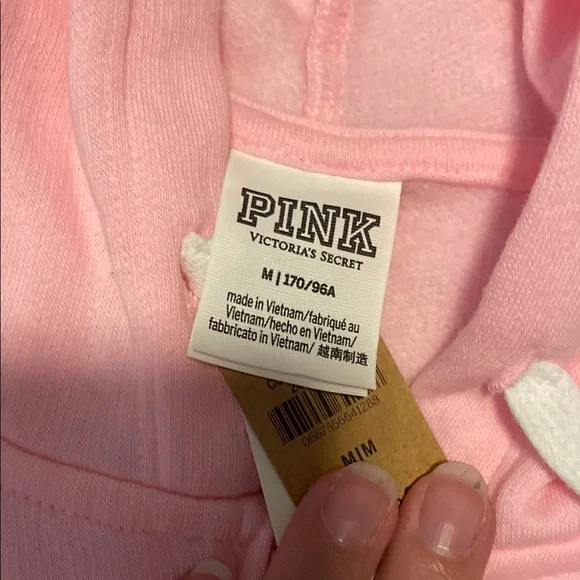 PINK
VICTORIA'S SECRET
M | 170/96A
made in Vietnam/fabriqué au
Vietnam/hecho en Vietnam/
fabbricato in Vietnam/ 越南制造
0667556641288
M|M